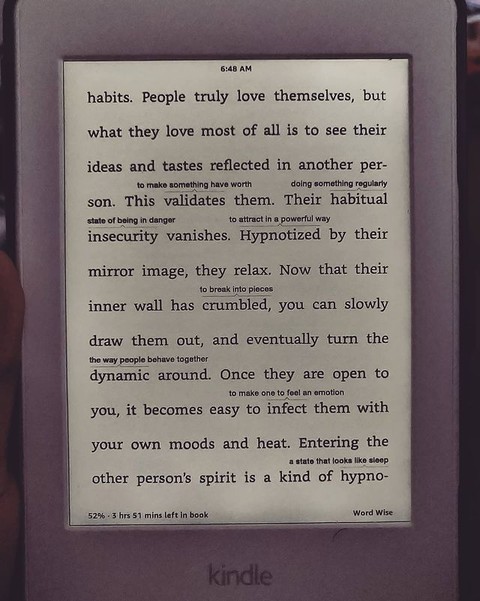 6:48 AM
habits. People truly love themselves, but
what they love most of all is to see their
ideas and tastes reflected in another per-
to make something have worth doing something regularly
son. This validates them. Their habitual
state of being in danger to attract in a powerful way
insecurity vanishes. Hypnotized by their
mirror image, they relax. Now that their
to break into pieces
inner wall has crumbled, you can slowly
draw them out, and eventually turn the
the way people behave together
dynamic around. Once they are open to
to make one to feel an emotion
you, it becomes easy to infect them with
your own moods and heat. Entering the
a state that looks like sleep
other person's spirit is a kind of hypno-
52% · 3 hrs 51 mins left in book Word Wise
kindle